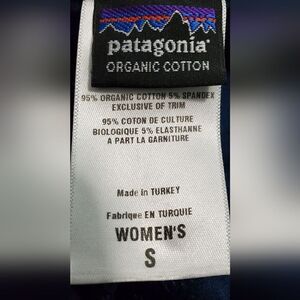 patagonia®
ORGANIC COTTON
95% ORGANIC COTTON 5% SPANDEX
EXCLUSIVE OF TRIM
95% COTON DE CULTURE
BIOLOGIQUE 5% ELASTHANNE
A PART LA GARNITURE
Made in TURKEY
Fabrique EN TURQUIE
WOMEN'S
S